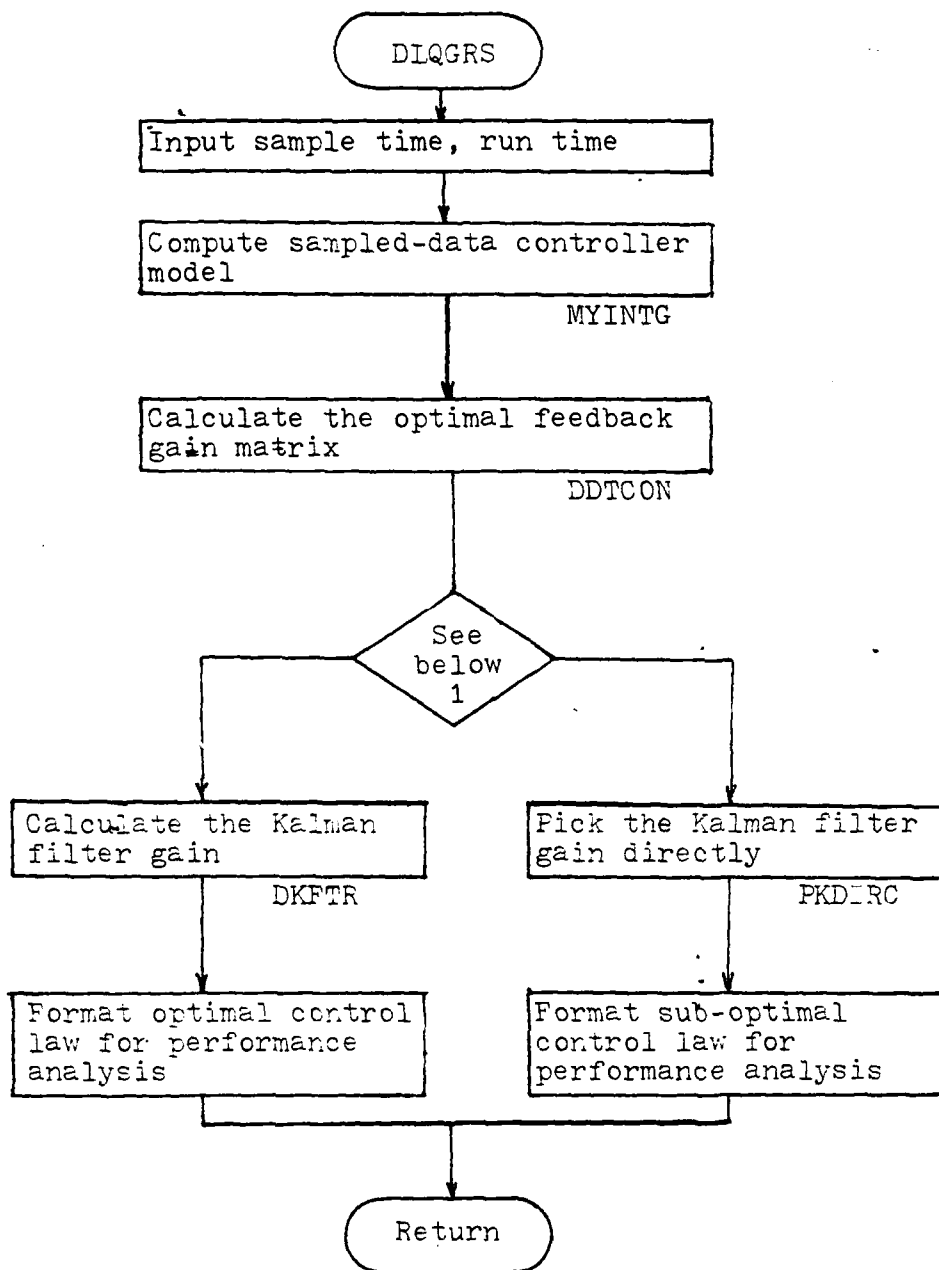 DLQGRS
Input sample time, run time
Compute sampled-data controller
model
MYINTG
Calculate the optimal feedback
gain matrix
DDTCON
See
below
1
Calculate the Kalman
filter gain
DKFTR
Pick the Kalman filter
gain directly
PKDIRC
Format optimal control
law for performance
analysis
Format sub-optimal
control law for
performance analysis
Return